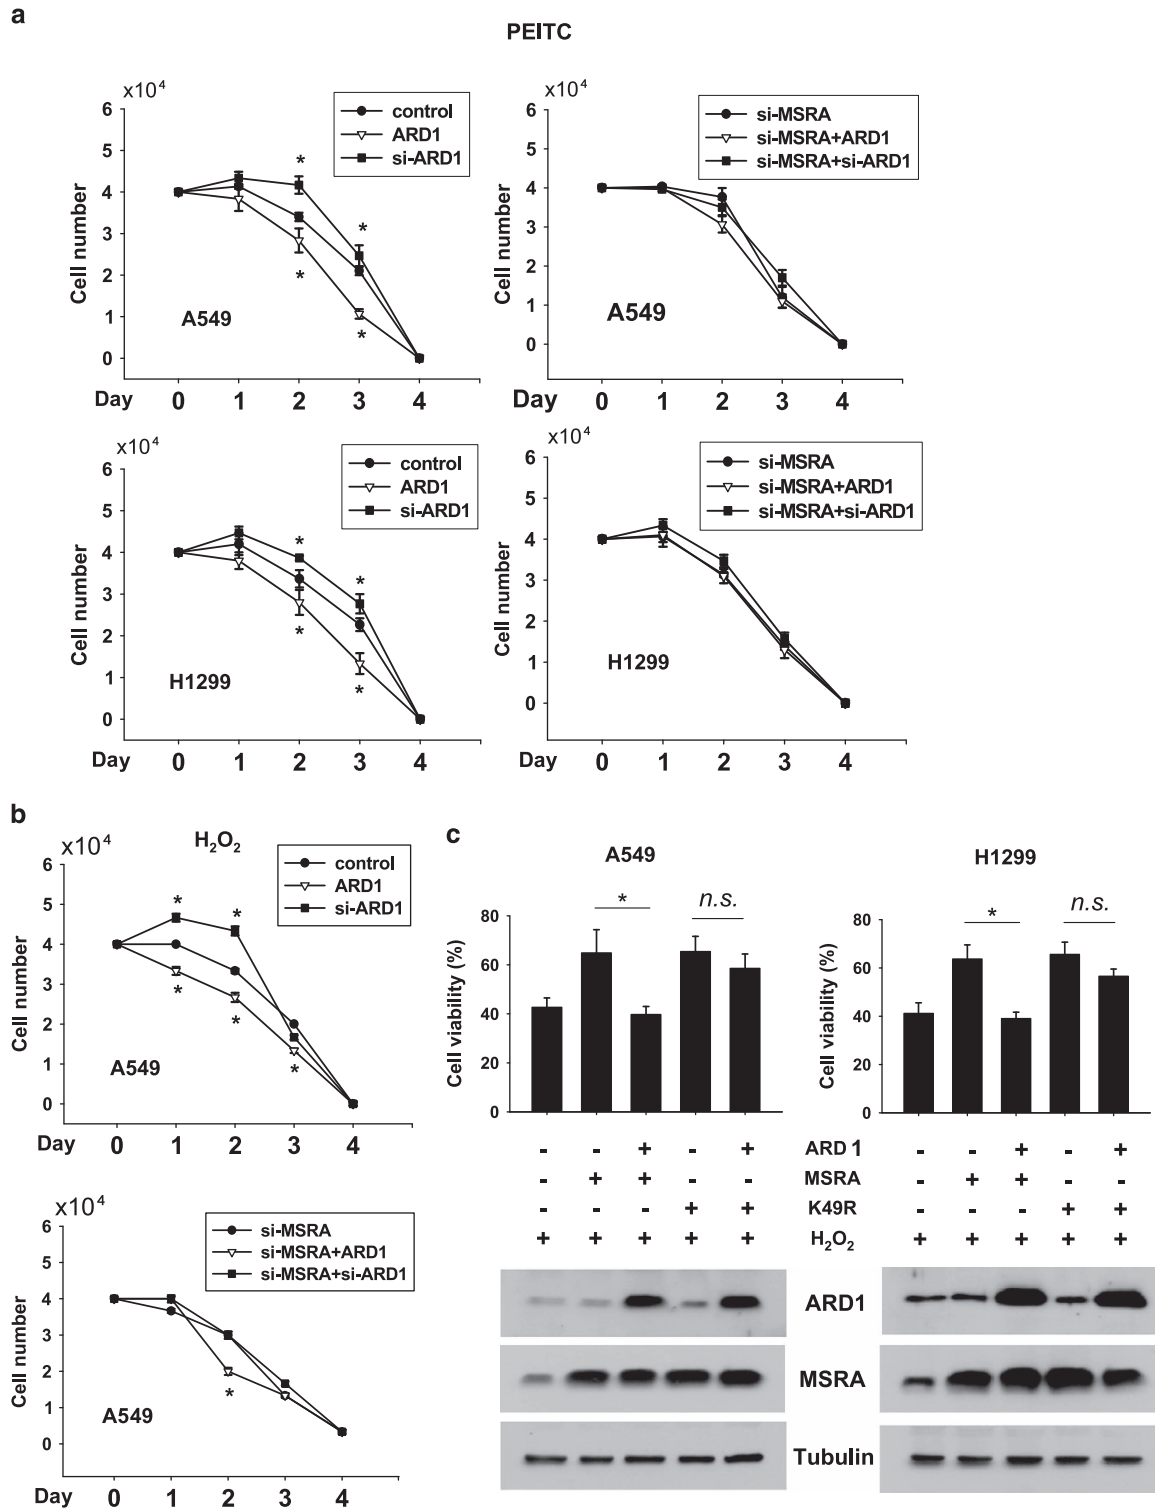 a
PEITC
x10⁴
control
ARD1
si-ARD1
6
5
4
3
2
1
0
Cell number
*
*
*
*
A549
Day 0 1 2 3 4
x10⁴
si-MSRA
si-MSRA+ARD1
si-MSRA+si-ARD1
6
5
4
3
2
1
0
Cell number
A549
Day 0 1 2 3 4
x10⁴
control
ARD1
si-ARD1
6
5
4
3
2
1
0
Cell number
*
*
*
*
H1299
Day 0 1 2 3 4
x10⁴
si-MSRA
si-MSRA+ARD1
si-MSRA+si-ARD1
6
5
4
3
2
1
0
Cell number
H1299
Day 0 1 2 3 4
b
H₂O₂
x10⁴
control
ARD1
si-ARD1
6
5
4
3
2
1
0
Cell number
* *
*
*
*
A549
Day 0 1 2 3 4
x10⁴
si-MSRA
si-MSRA+ARD1
si-MSRA+si-ARD1
6
5
4
3
2
1
0
Cell number
*
A549
Day 0 1 2 3 4
c
A549
80
60
40
20
0
Cell viability (%)
* n.s.
H1299
80
60
40
20
0
Cell viability (%)
* n.s.
- - + - + ARD1 - - + - +
- + + - - MSRA - + + - -
- - - + + K49R - - - + +
+ + + + + H₂O₂ + + + + +
ARD1
MSRA
Tubulin